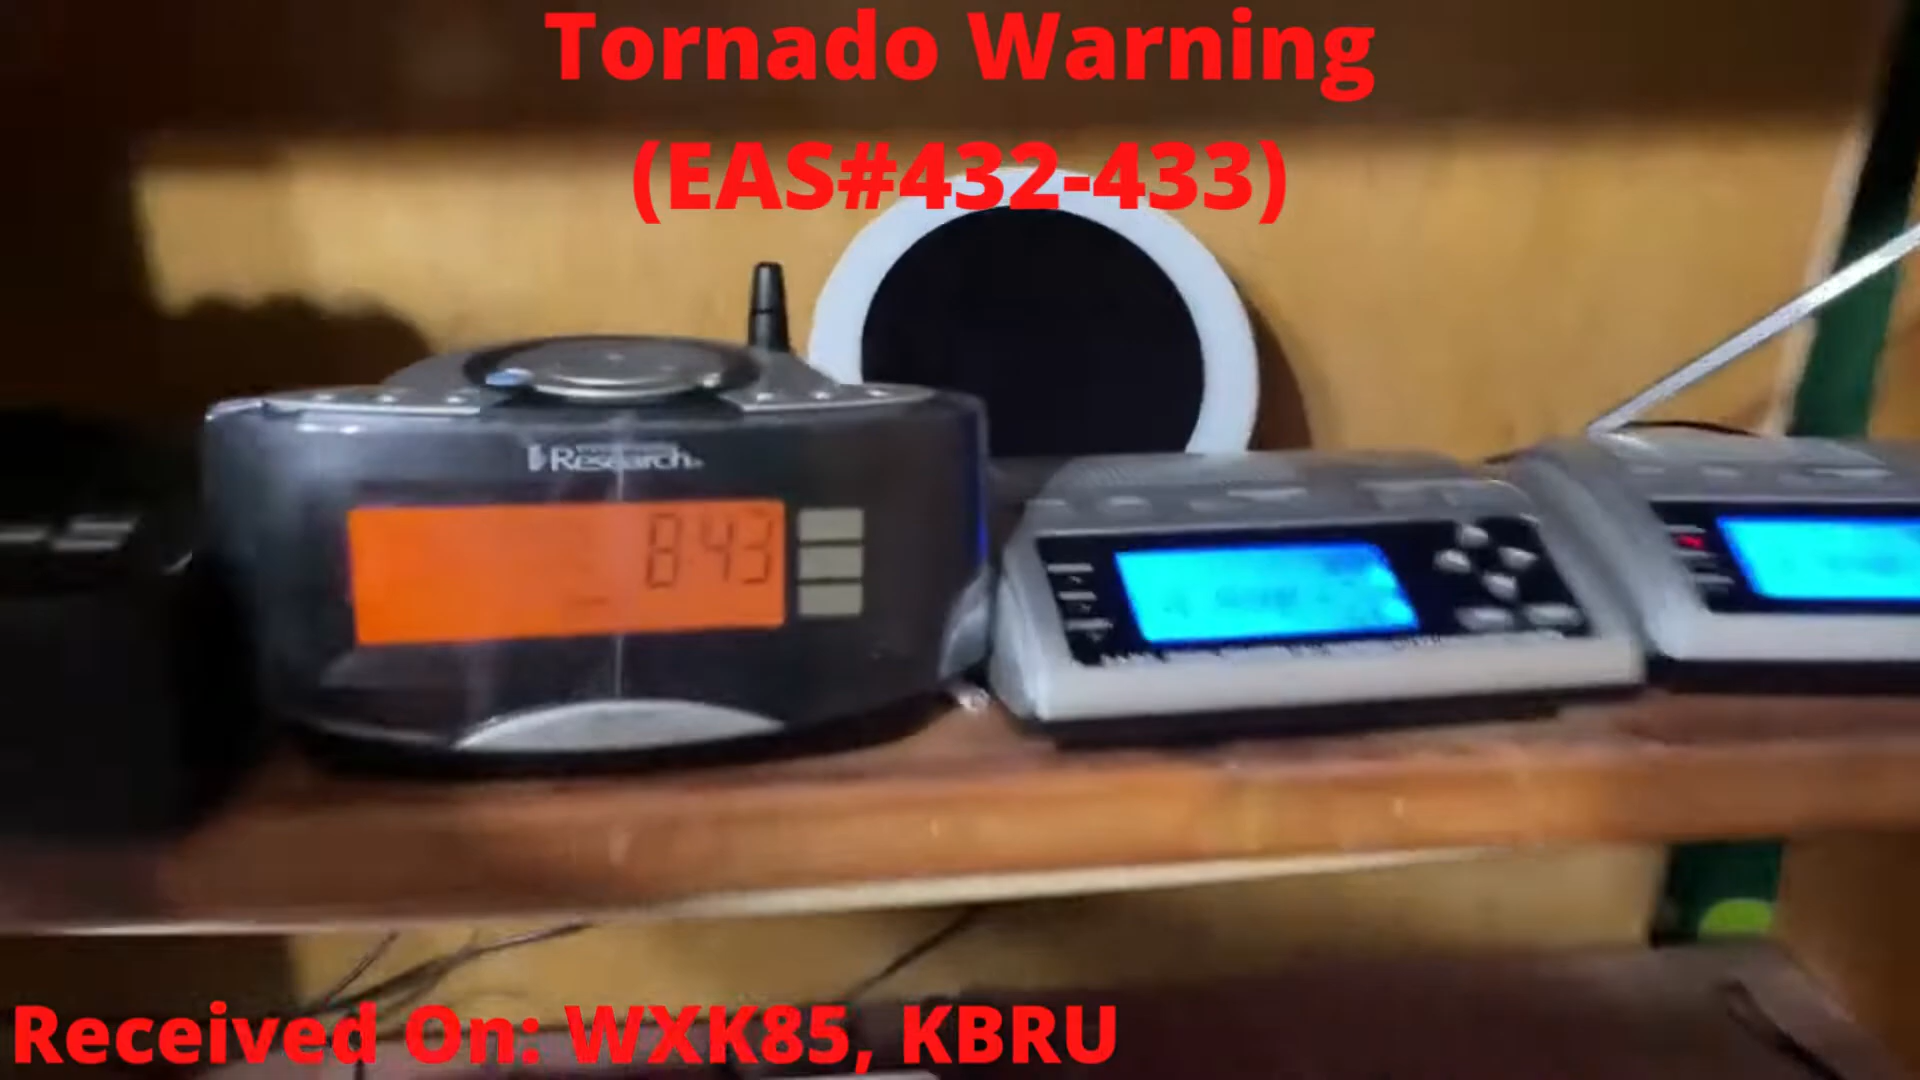 Tornado Warning
(EAS#432-433)
Research
8:43
Received On: WXK85, KBRU